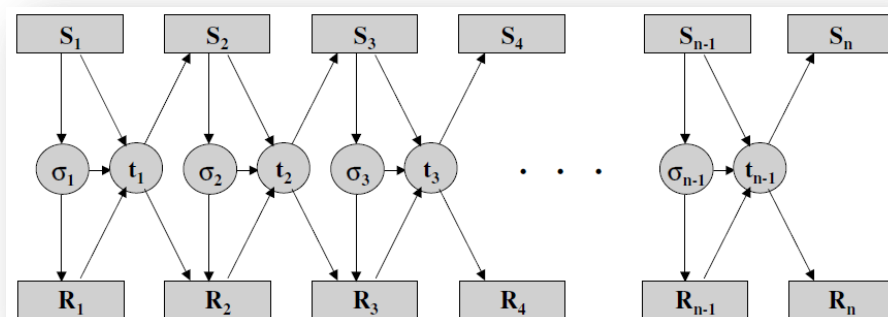 S₁ S₂ S₃ S₄ Sₙ₋₁ Sₙ
σ₁ t₁ σ₂ t₂ σ₃ t₃ . . . σₙ₋₁ tₙ₋₁
R₁ R₂ R₃ R₄ Rₙ₋₁ Rₙ